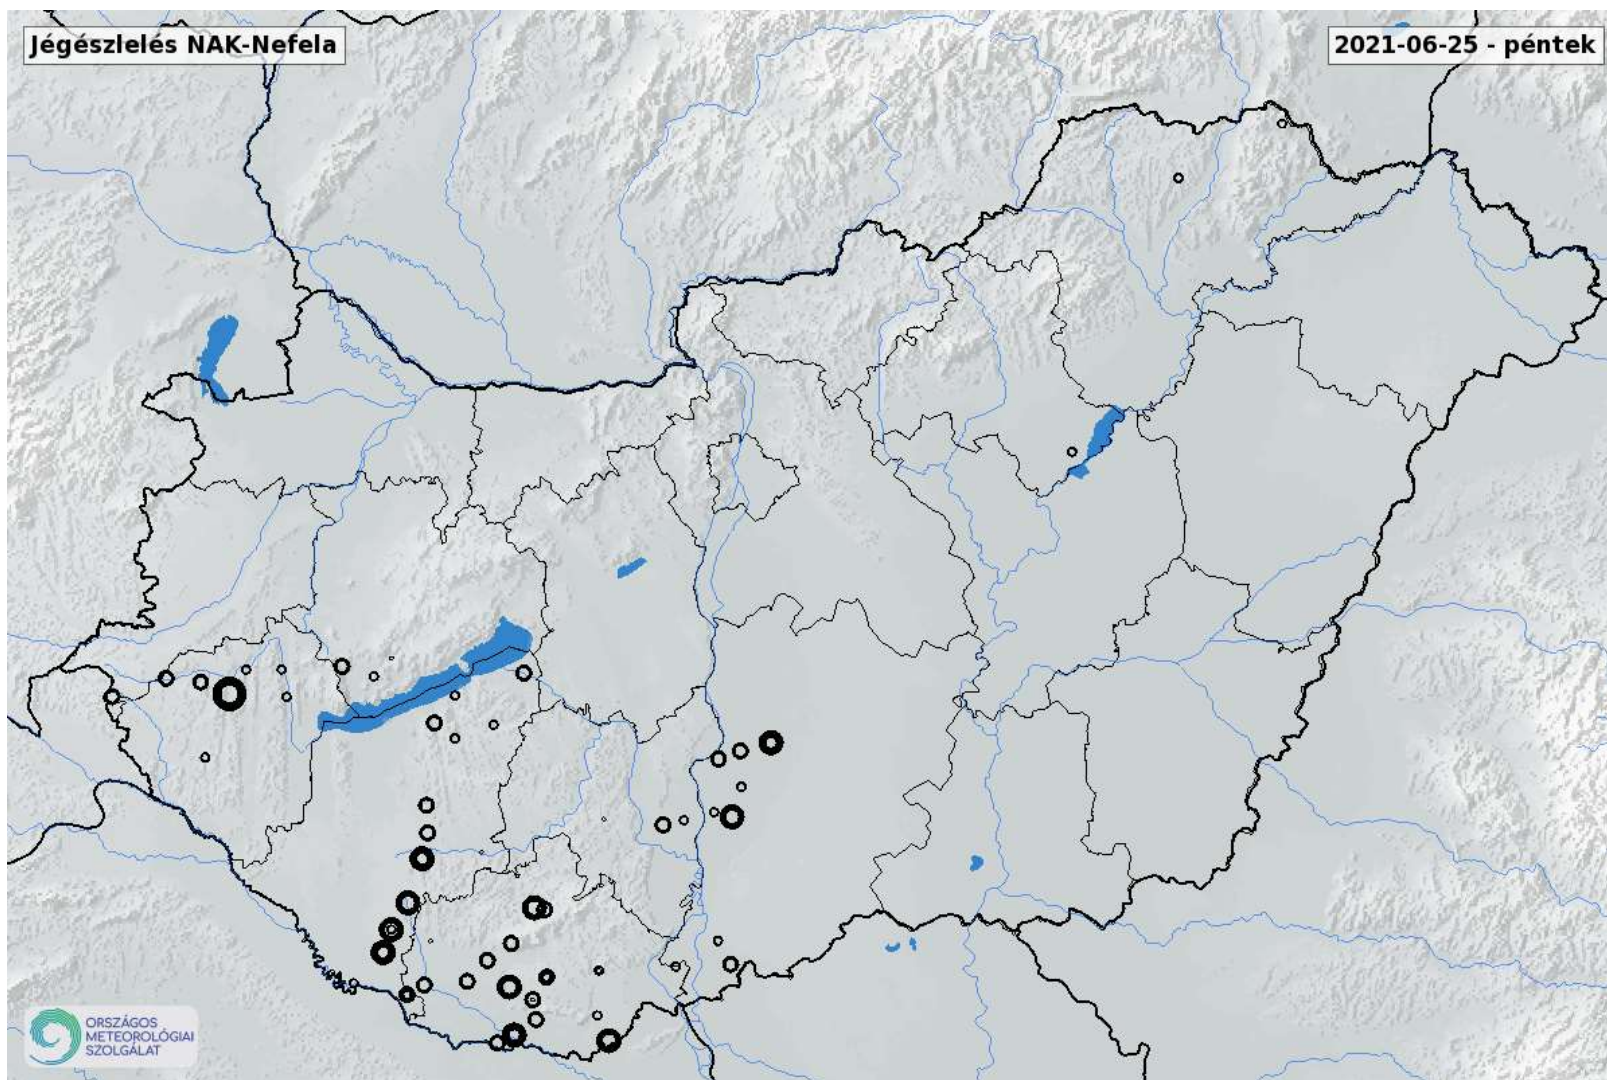 Jégészlelés NAK-Nefela
2021-06-25 - péntek
ORSZÁGOS
METEOROLÓGIAI
SZOLGÁLAT